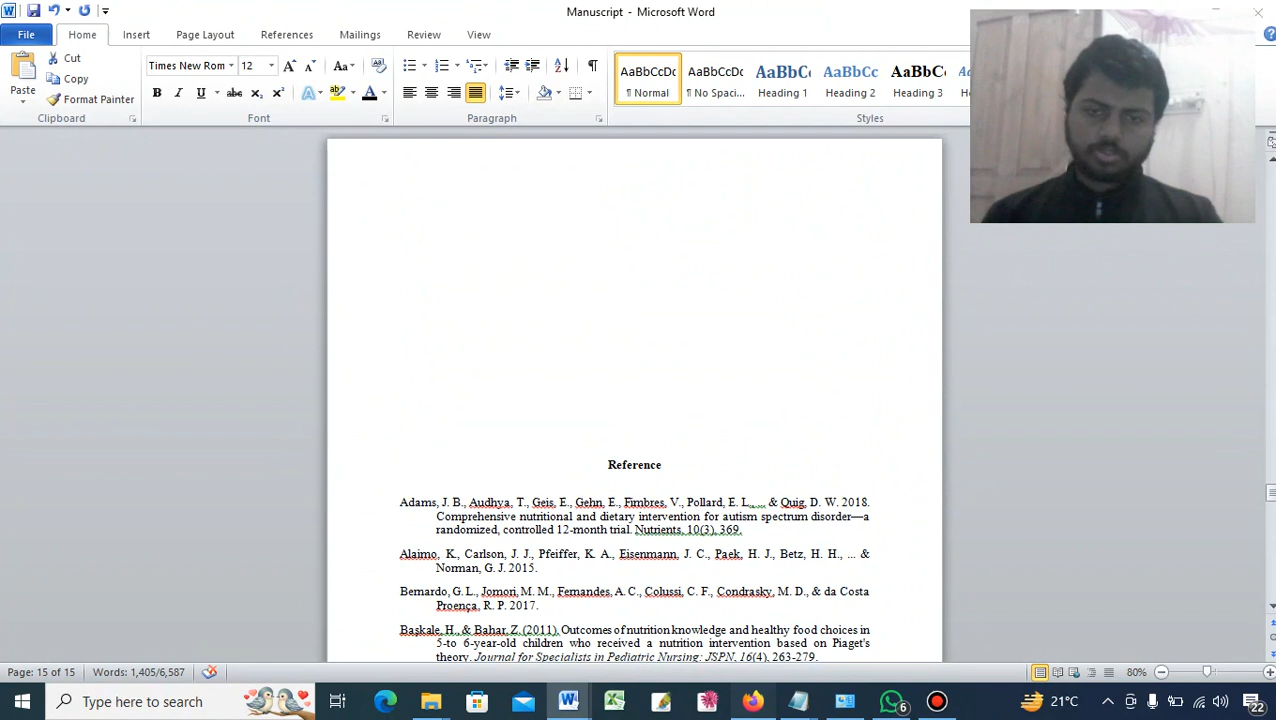 Manuscript - Microsoft Word
File Home Insert Page Layout References Mailings Review View
Cut
Copy
Format Painter
Paste
Clipboard
Times New Rom 12
Font
Paragraph
AaBbCcDc AaBbCcDc AaBbCc AaBbCc AaBbCc
¶ Normal ¶ No Spaci... Heading 1 Heading 2 Heading 3
Styles
Reference
Adams, J. B., Audhya, T., Geis, E., Gehn, E., Fimbres, V., Pollard, E. L., ... & Quig, D. W. 2018.
Comprehensive nutritional and dietary intervention for autism spectrum disorder—a
randomized, controlled 12-month trial. Nutrients, 10(3), 369.
Alaimo, K., Carlson, J. J., Pfeiffer, K. A., Eisenmann, J. C., Paek, H. J., Betz, H. H., ... &
Norman, G. J. 2015.
Bernardo, G. L., Jomori, M. M., Fernandes, A. C., Colussi, C. F., Condrasky, M. D., & da Costa
Proença, R. P. 2017.
Başkale, H., & Bahar, Z. (2011). Outcomes of nutrition knowledge and healthy food choices in
5-to 6-year-old children who received a nutrition intervention based on Piaget's
theory. Journal for Specialists in Pediatric Nursing: JSPN, 16(4), 263-279.
Page: 15 of 15 Words: 1,405/6,587
80%
Type here to search
6
21°C
22